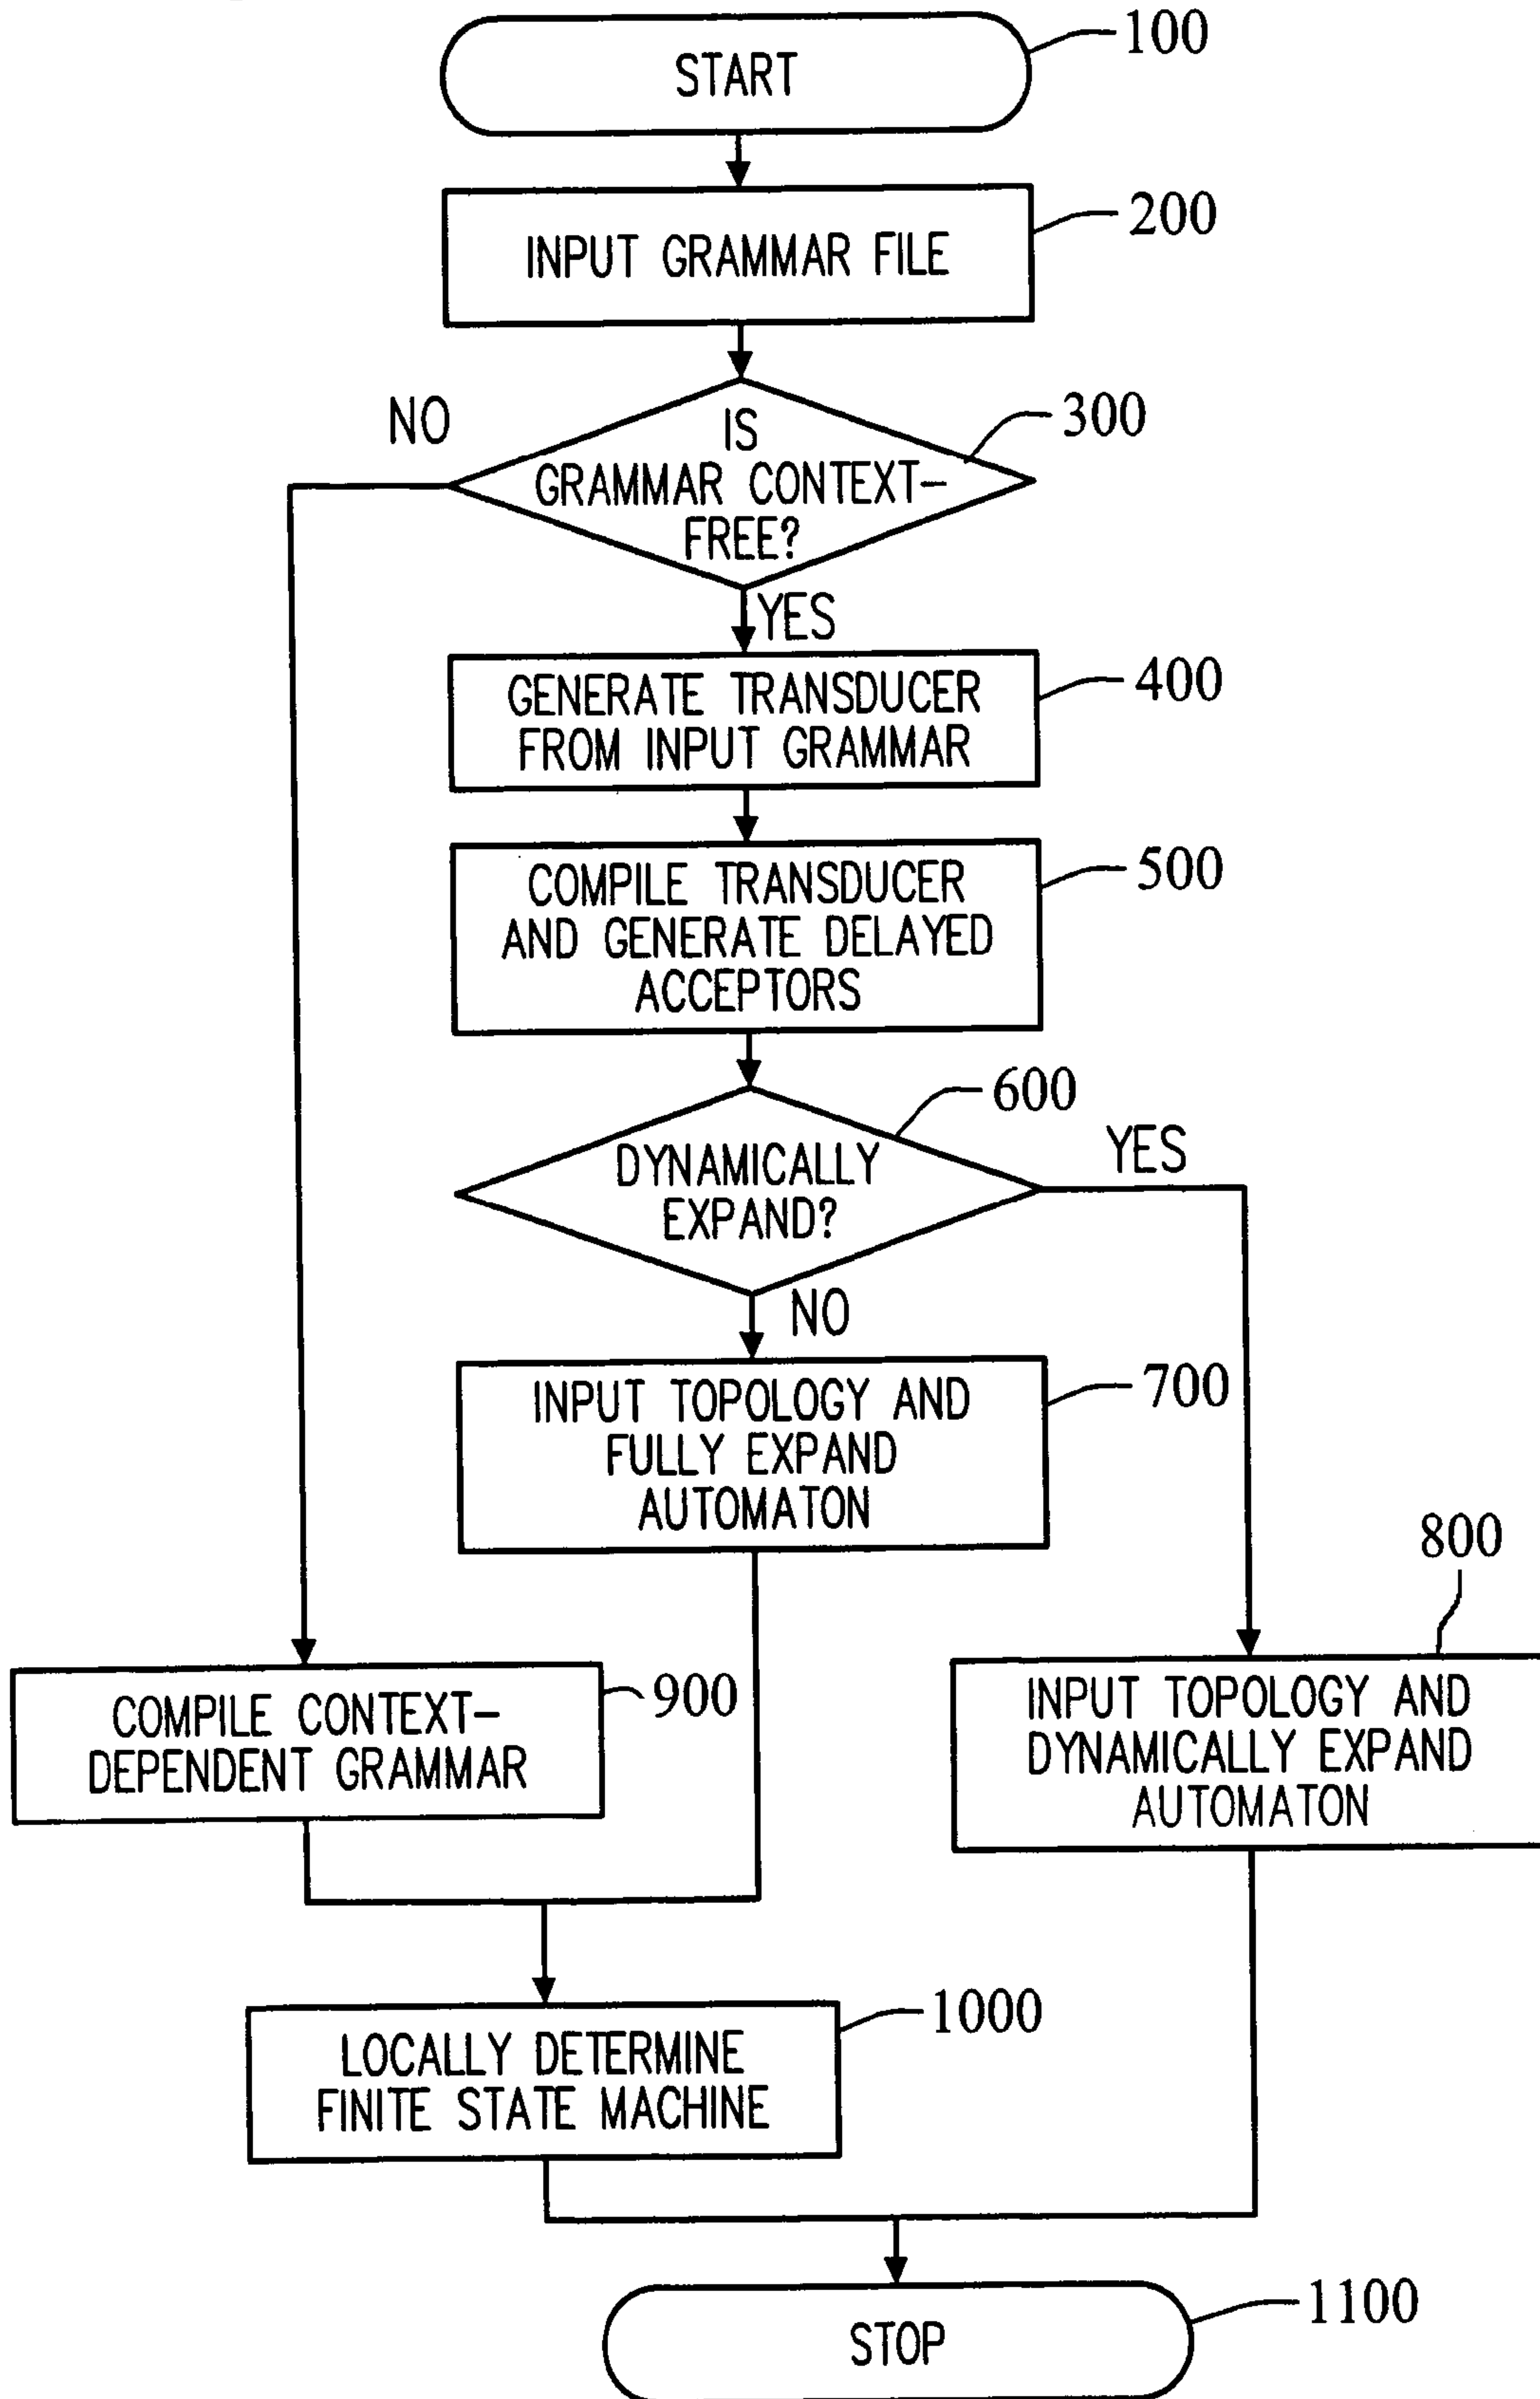 START
100
INPUT GRAMMAR FILE
200
NO
IS
GRAMMAR CONTEXT-
FREE?
300
YES
GENERATE TRANSDUCER
FROM INPUT GRAMMAR
400
COMPILE TRANSDUCER
AND GENERATE DELAYED
ACCEPTORS
500
600
DYNAMICALLY
EXPAND?
YES
NO
INPUT TOPOLOGY AND
FULLY EXPAND
AUTOMATON
700
800
COMPILE CONTEXT-
DEPENDENT GRAMMAR
900
INPUT TOPOLOGY AND
DYNAMICALLY EXPAND
AUTOMATON
LOCALLY DETERMINE
FINITE STATE MACHINE
1000
STOP
1100